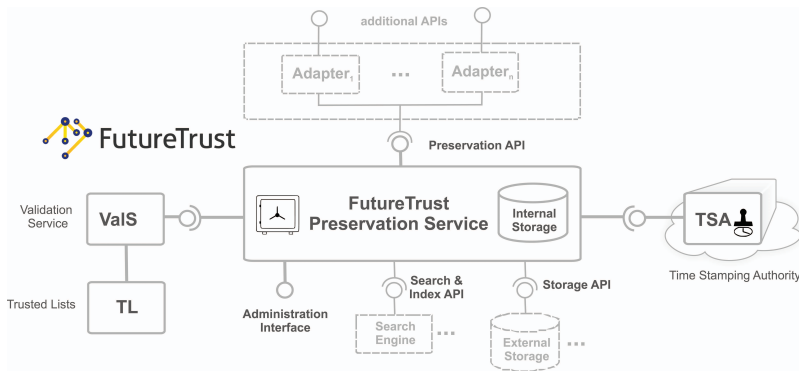 additional APIs
Adapter1 ... Adaptern
FutureTrust
Preservation API
FutureTrust
Preservation Service
Internal
Storage
Validation
Service
ValS
TSA
Time Stamping Authority
Trusted Lists
TL
Administration
Interface
Search &
Index API
Storage API
Search
Engine
...
External
Storage
...